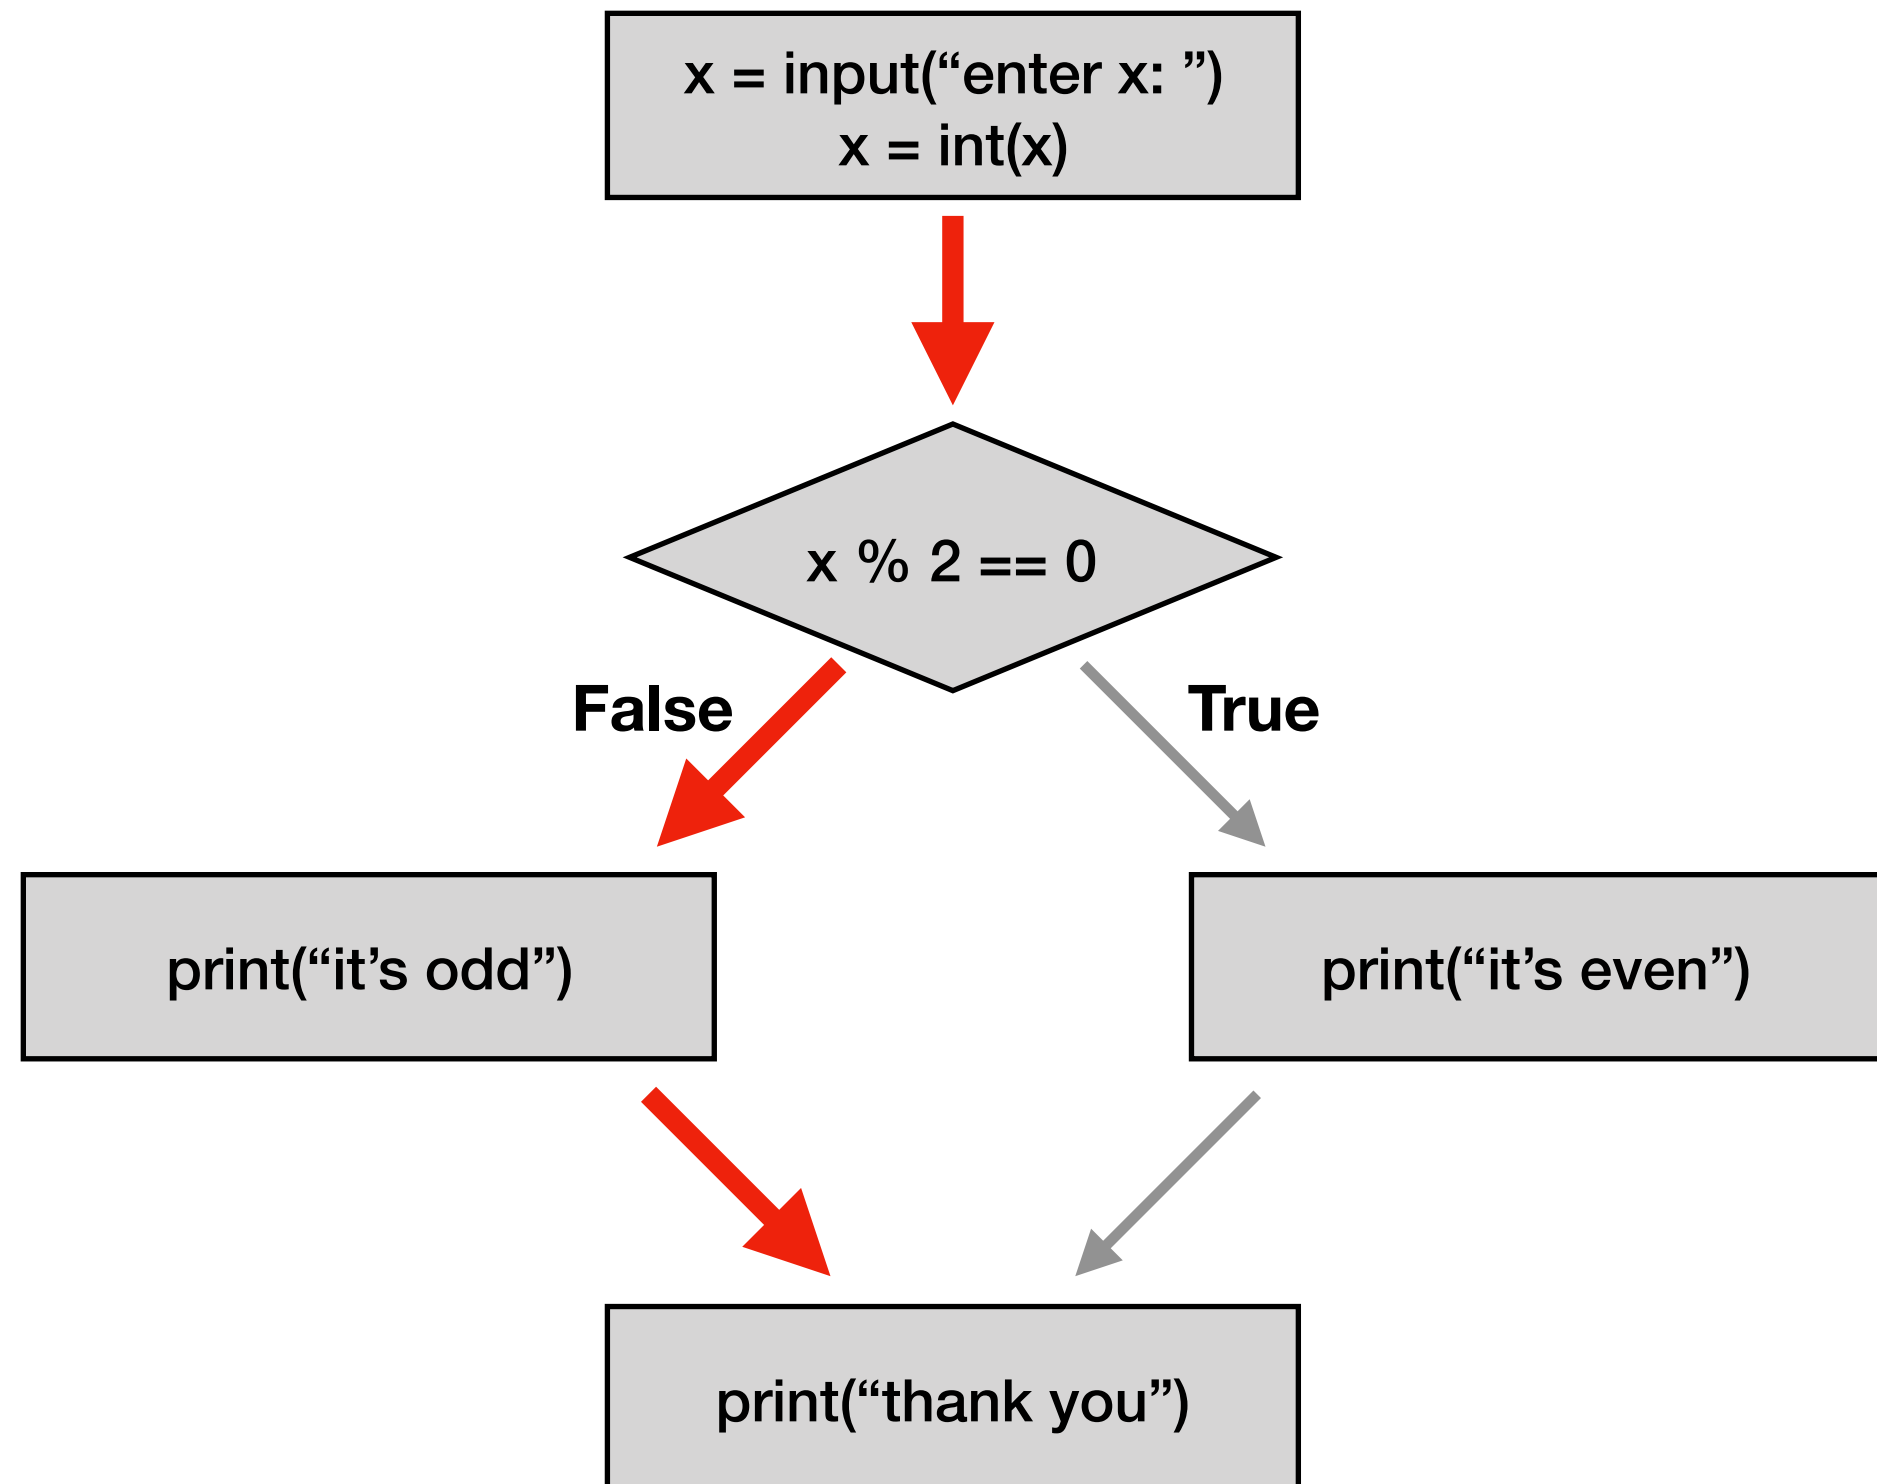 x = input(“enter x: ”)
x = int(x)
x % 2 == 0
False
True
print(“it’s odd”)
print(“it’s even”)
print(“thank you”)